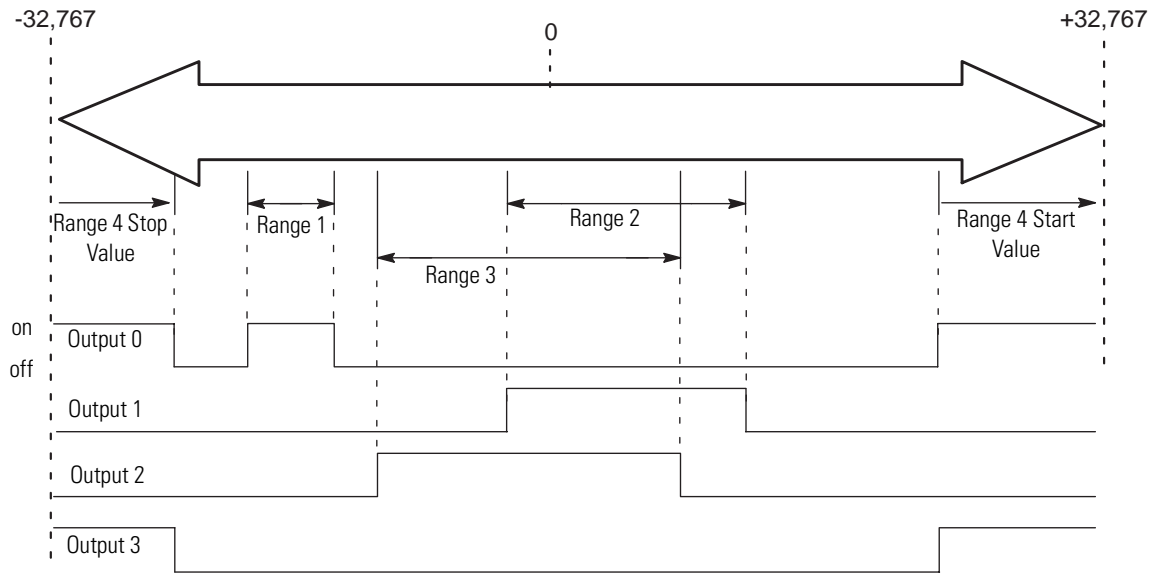 -32,767
0
+32,767
Range 4 Stop
Value
Range 1
Range 2
Range 4 Start
Value
Range 3
on
Output 0
off
Output 1
Output 2
Output 3